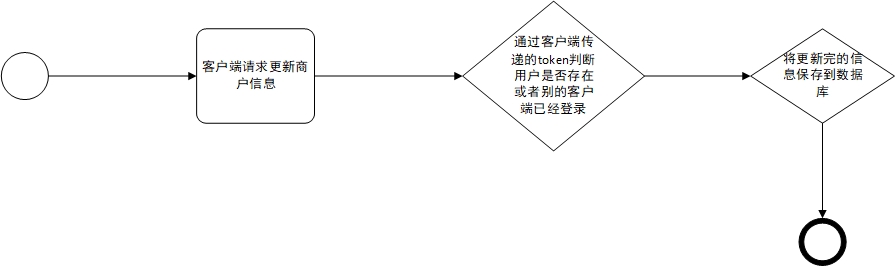 客户端请求更新商
户信息
通过客户端传
递的token判断
用户是否存在
或者别的客户
端已经登录
将更新完的信
息保存到数据
库